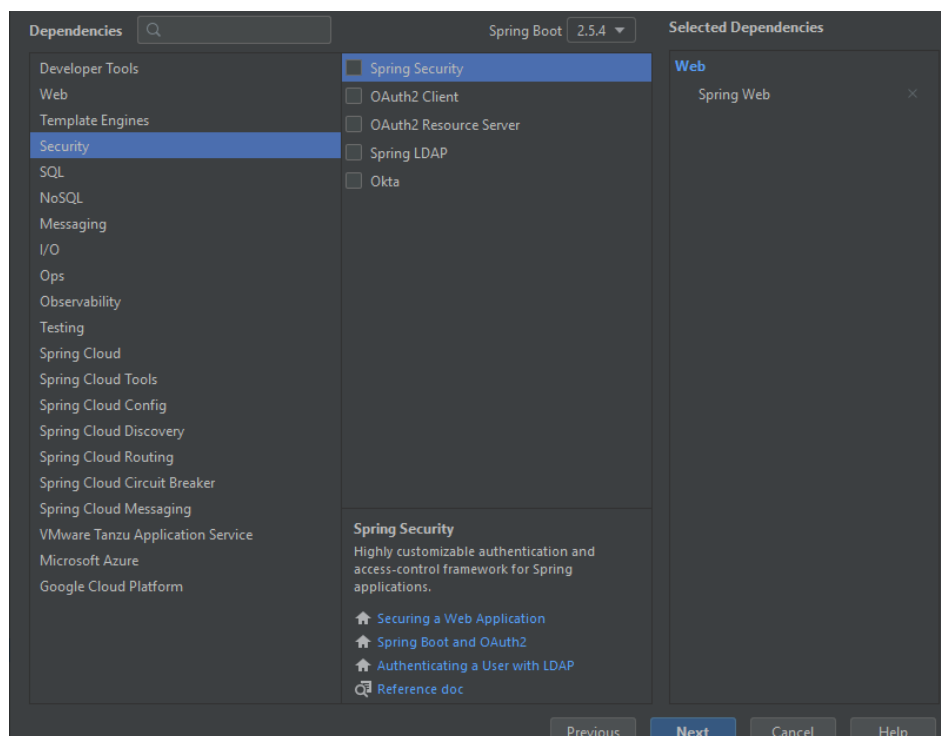 Dependencies
Spring Boot 2.5.4
Selected Dependencies
Developer Tools
Web
Template Engines
Security
SQL
NoSQL
Messaging
I/O
Ops
Observability
Testing
Spring Cloud
Spring Cloud Tools
Spring Cloud Config
Spring Cloud Discovery
Spring Cloud Routing
Spring Cloud Circuit Breaker
Spring Cloud Messaging
VMware Tanzu Application Service
Microsoft Azure
Google Cloud Platform
Spring Security
OAuth2 Client
OAuth2 Resource Server
Spring LDAP
Okta
Spring Security
Highly customizable authentication and
access-control framework for Spring
applications.
Securing a Web Application
Spring Boot and OAuth2
Authenticating a User with LDAP
Reference doc
Web
Spring Web
Previous
Next
Cancel
Help